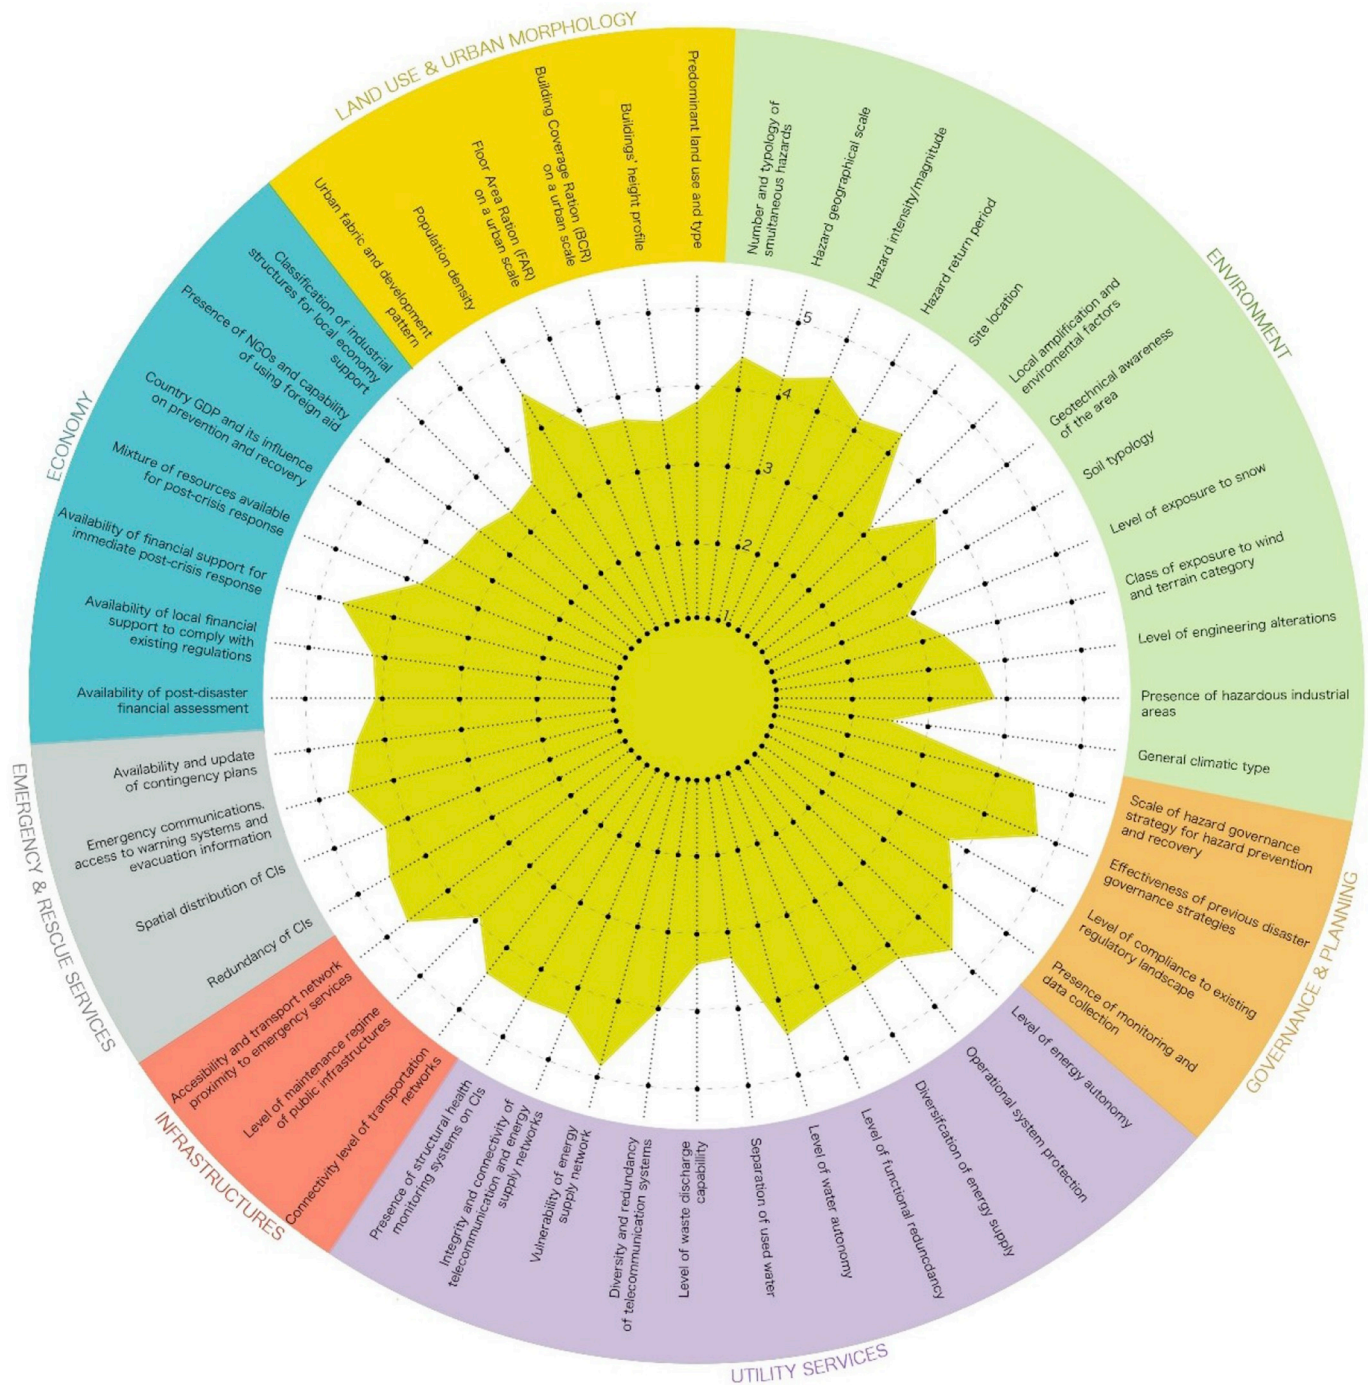 LAND USE & URBAN MORPHOLOGY
Urban fabric and development
pattern
Population density
Floor Area Ration (FAR)
on a urban scale
Building Coverage Ration (BCR)
on a urban scale
Buildings' height profile
Predominant land use and type
ENVIRONMENT
Number and typology of
smultaneous hazards
Hazard geographical scale
Hazard intensity/magnitude
Hazard return period
Site location
Local amplification and
enviromental factors
Geotechnical awareness
of the area
Soil typology
Level of exposure to snow
Class of exposure to wind
and terrain category
Level of engineering alterations
Presence of hazardous industrial
areas
General climatic type
GOVERNANCE & PLANNING
Scale of hazard governance
strategy for hazard prevention
and recovery
Effectiveness of previous disaster
governance strategies
Level of compliance to existing
regulatory landscape
Presence of monitoring and
data collection
UTILITY SERVICES
Level of energy autonomy
Operational system protection
Diversifcation of energy supply
Level of functional reduncdancy
Level of water autonomy
Separation of used water
Level of waste discharge
capability
Diversity and redundancy
of telecommunication systems
Vulnerability of energy
supply network
Integrity and connectivity of
telecommunication and energy
supply networks
Presence of structural health
monitoring systems on CIs
INFRASTRUCTURES
Connectivity level of transportation
networks
Level of maintenance regime
of public infrastructures
Accesibility and transport network
proximity to emergency services
EMERGENCY & RESCUE SERVICES
Redundancy of CIs
Spatial distribution of CIs
Emergency communications,
access to warning systems and
evacuation information
Availability and update
of contingency plans
ECONOMY
Availability of post-disaster
financial assessment
Availability of local financial
support to comply with
existing regulations
Availability of financial support for
immediate post-crisis response
Mixture of resources available
for post-crisis response
Country GDP and its influence
on prevention and recovery
Presence of NGOs and capability
of using foreign aid
Classification of industrial
structures for local economy
support
5
4
3
2
1